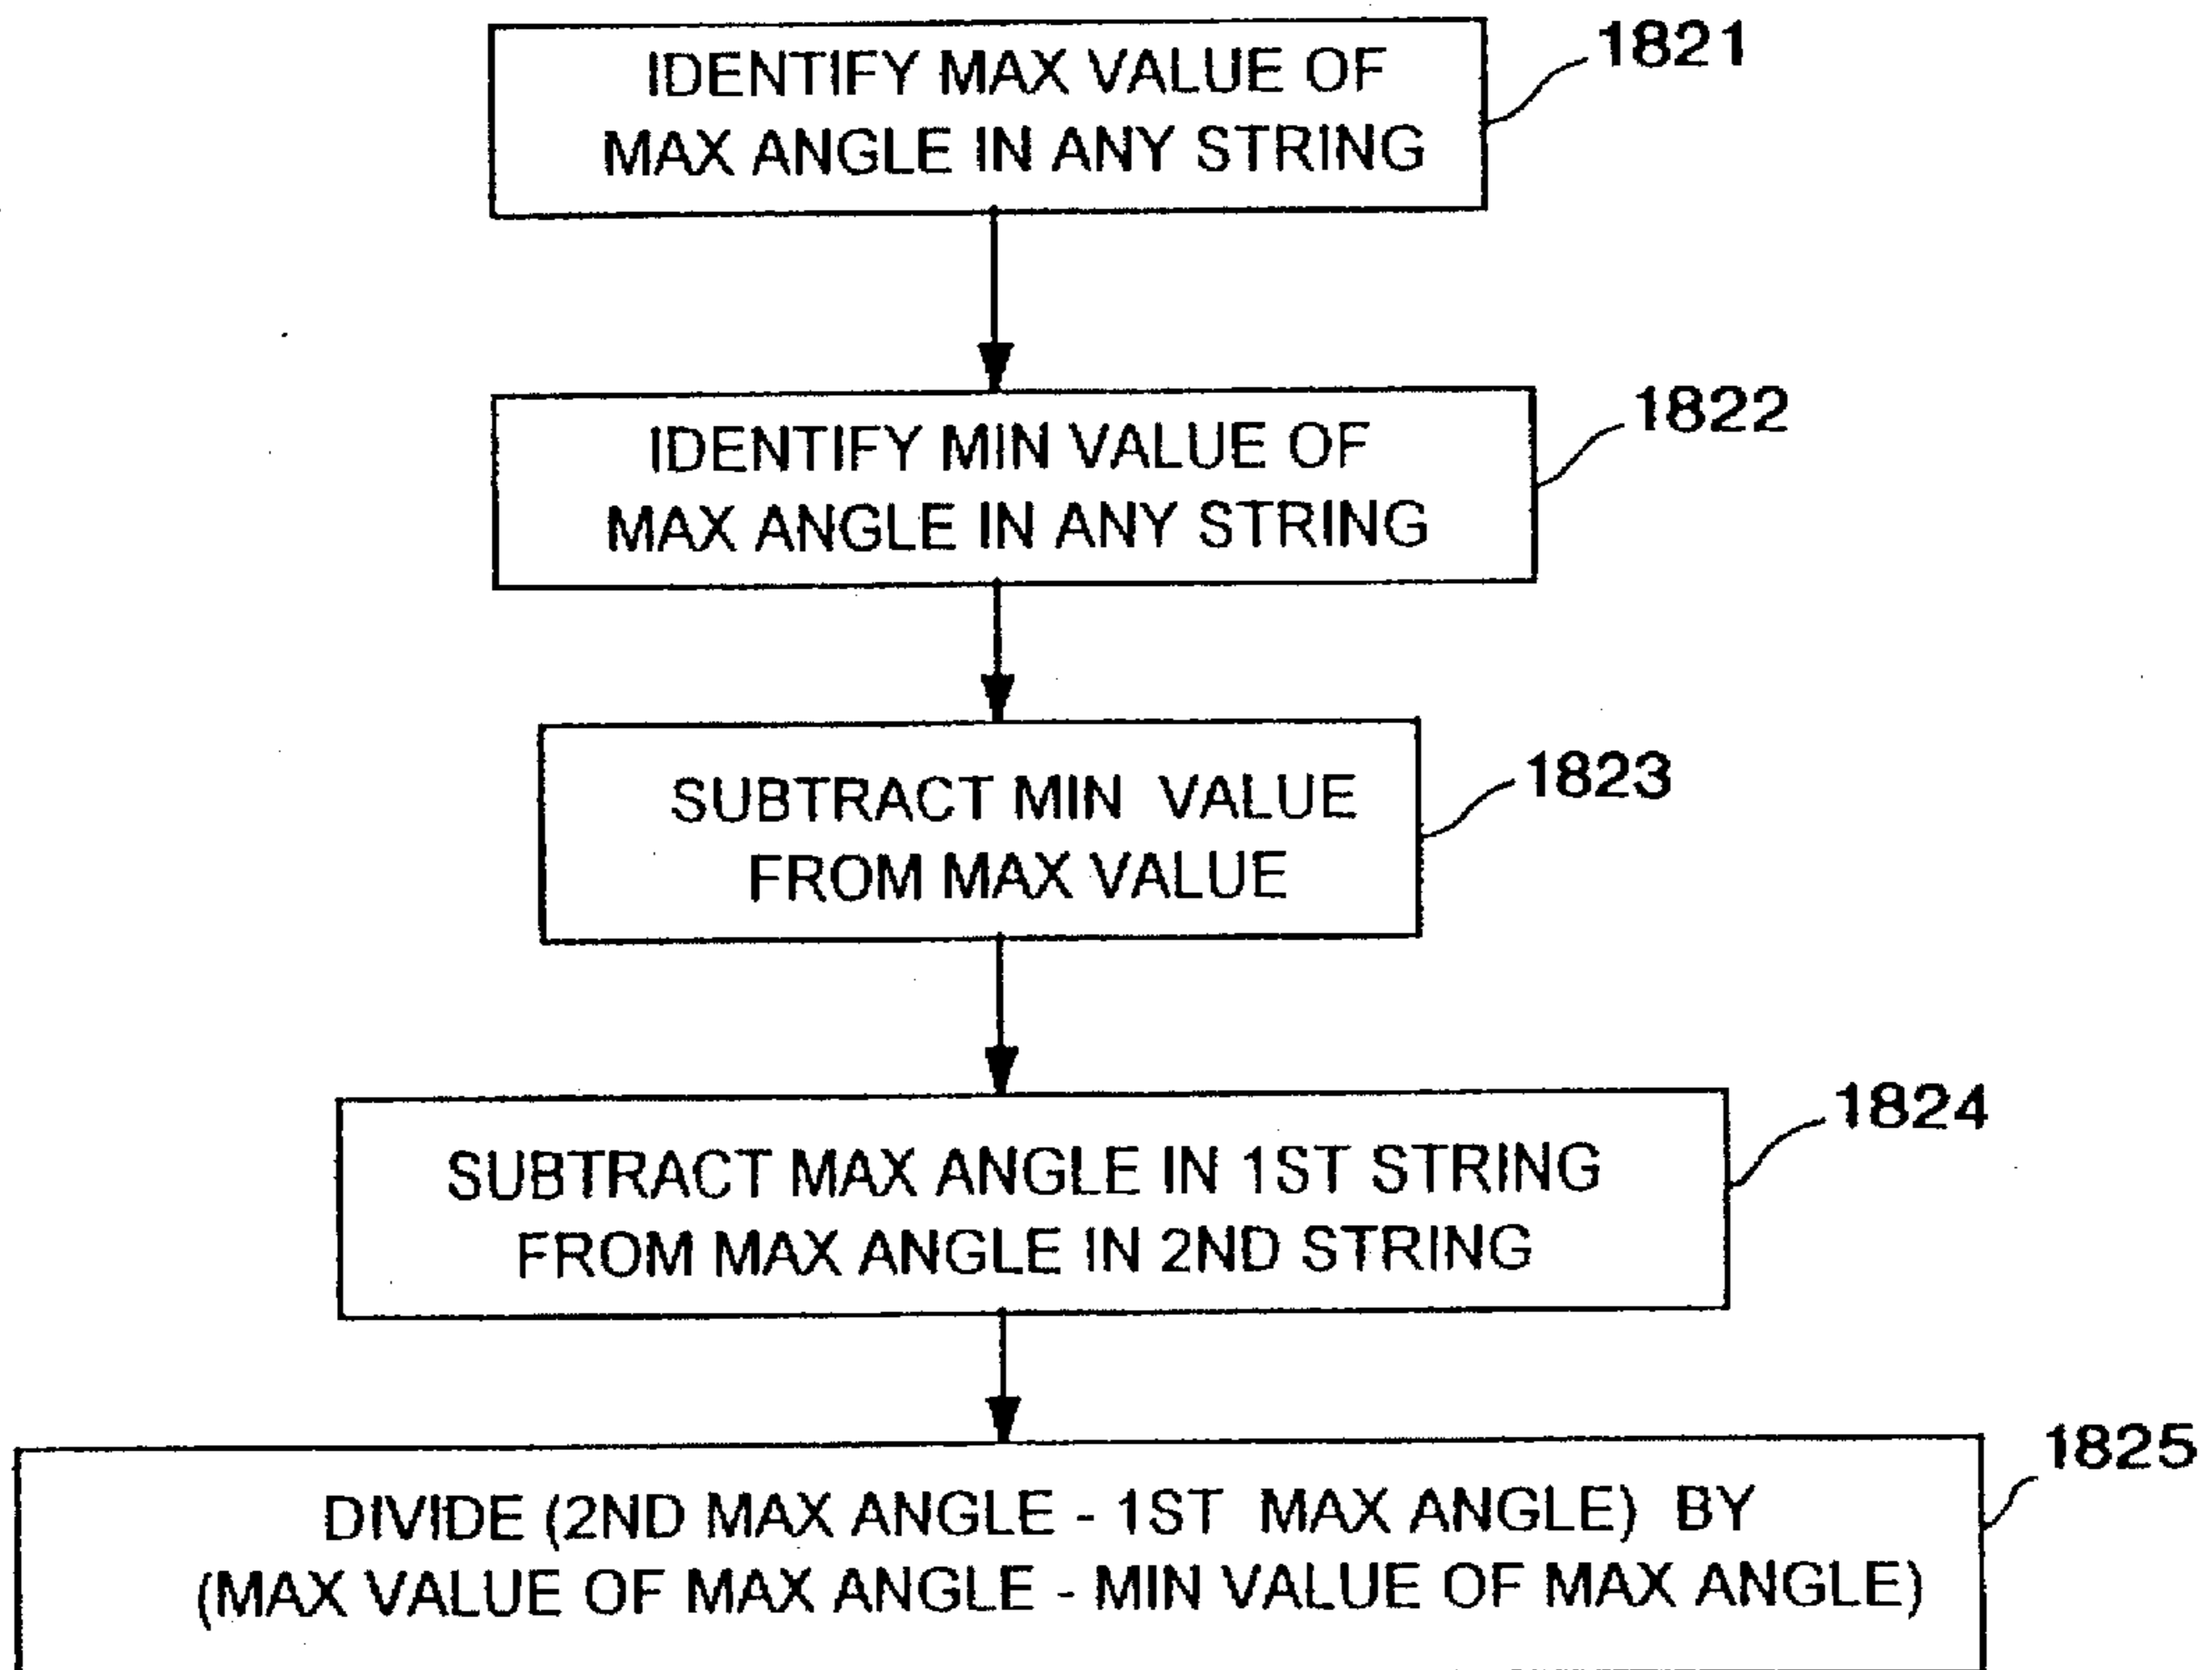 IDENTIFY MAX VALUE OF
MAX ANGLE IN ANY STRING
1821
IDENTIFY MIN VALUE OF
MAX ANGLE IN ANY STRING
1822
SUBTRACT MIN VALUE
FROM MAX VALUE
1823
SUBTRACT MAX ANGLE IN 1ST STRING
FROM MAX ANGLE IN 2ND STRING
1824
DIVIDE (2ND MAX ANGLE - 1ST MAX ANGLE) BY
(MAX VALUE OF MAX ANGLE - MIN VALUE OF MAX ANGLE)
1825